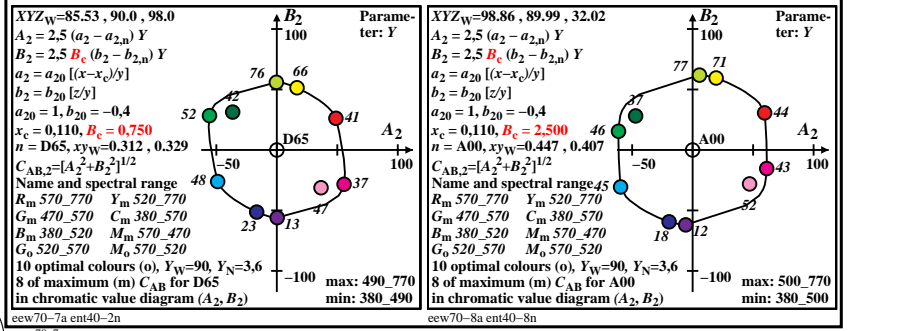 XYZW=85.53 , 90.0 , 98.0
A2 = 2,5 (a2 − a2,n) Y
B2 = 2,5 Bc (b2 − b2,n) Y
a2 = a20 [(x−xc)/y]
b2 = b20 [z/y]
a20 = 1, b20 = −0,4
xc = 0,110, Bc = 0,750
n = D65, xyW=0.312 , 0.329
CAB,2=[A2²+B2²]1/2
Name and spectral range
Rm 570_770 Ym 520_770
Gm 470_570 Cm 380_570
Bm 380_520 Mm 570_470
Go 520_570 Mo 570_520
10 optimal colours (o), YW=90, YN=3,6
8 of maximum (m) CAB for D65
in chromatic value diagram (A2, B2)
B2
100
Parame-
ter: Y
76
66
42
52
41
D65
A2
−50
100
48
37
47
23
13
−100
max: 490_770
min: 380_490
eew70−7a ent40−2n
XYZW=98.86 , 89.99 , 32.02
A2 = 2,5 (a2 − a2,n) Y
B2 = 2,5 Bc (b2 − b2,n) Y
a2 = a20 [(x−xc)/y]
b2 = b20 [z/y]
a20 = 1, b20 = −0,4
xc = 0,110, Bc = 2,500
n = A00, xyW=0.447 , 0.407
CAB,2=[A2²+B2²]1/2
Name and spectral range
Rm 570_770 Ym 520_770
Gm 470_570 Cm 380_570
Bm 380_520 Mm 570_470
Go 520_570 Mo 570_520
10 optimal colours (o), YW=90, YN=3,6
8 of maximum (m) CAB for A00
in chromatic value diagram (A2, B2)
B2
100
Parame-
ter: Y
77
71
37
46
44
A00
A2
−50
100
45
43
52
18
12
−100
max: 500_770
min: 380_500
eew70−8a ent40−8n